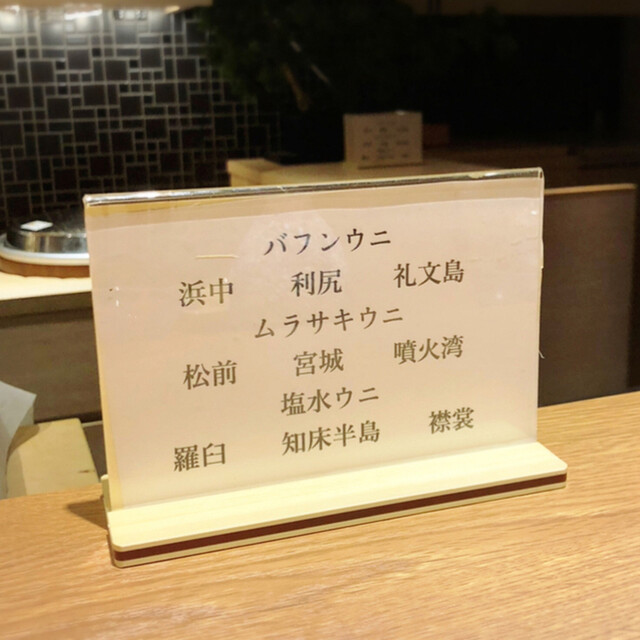 バフンウニ
浜中 利尻 礼文島
ムラサキウニ
松前 宮城 噴火湾
塩水ウニ
羅臼 知床半島 襟裳